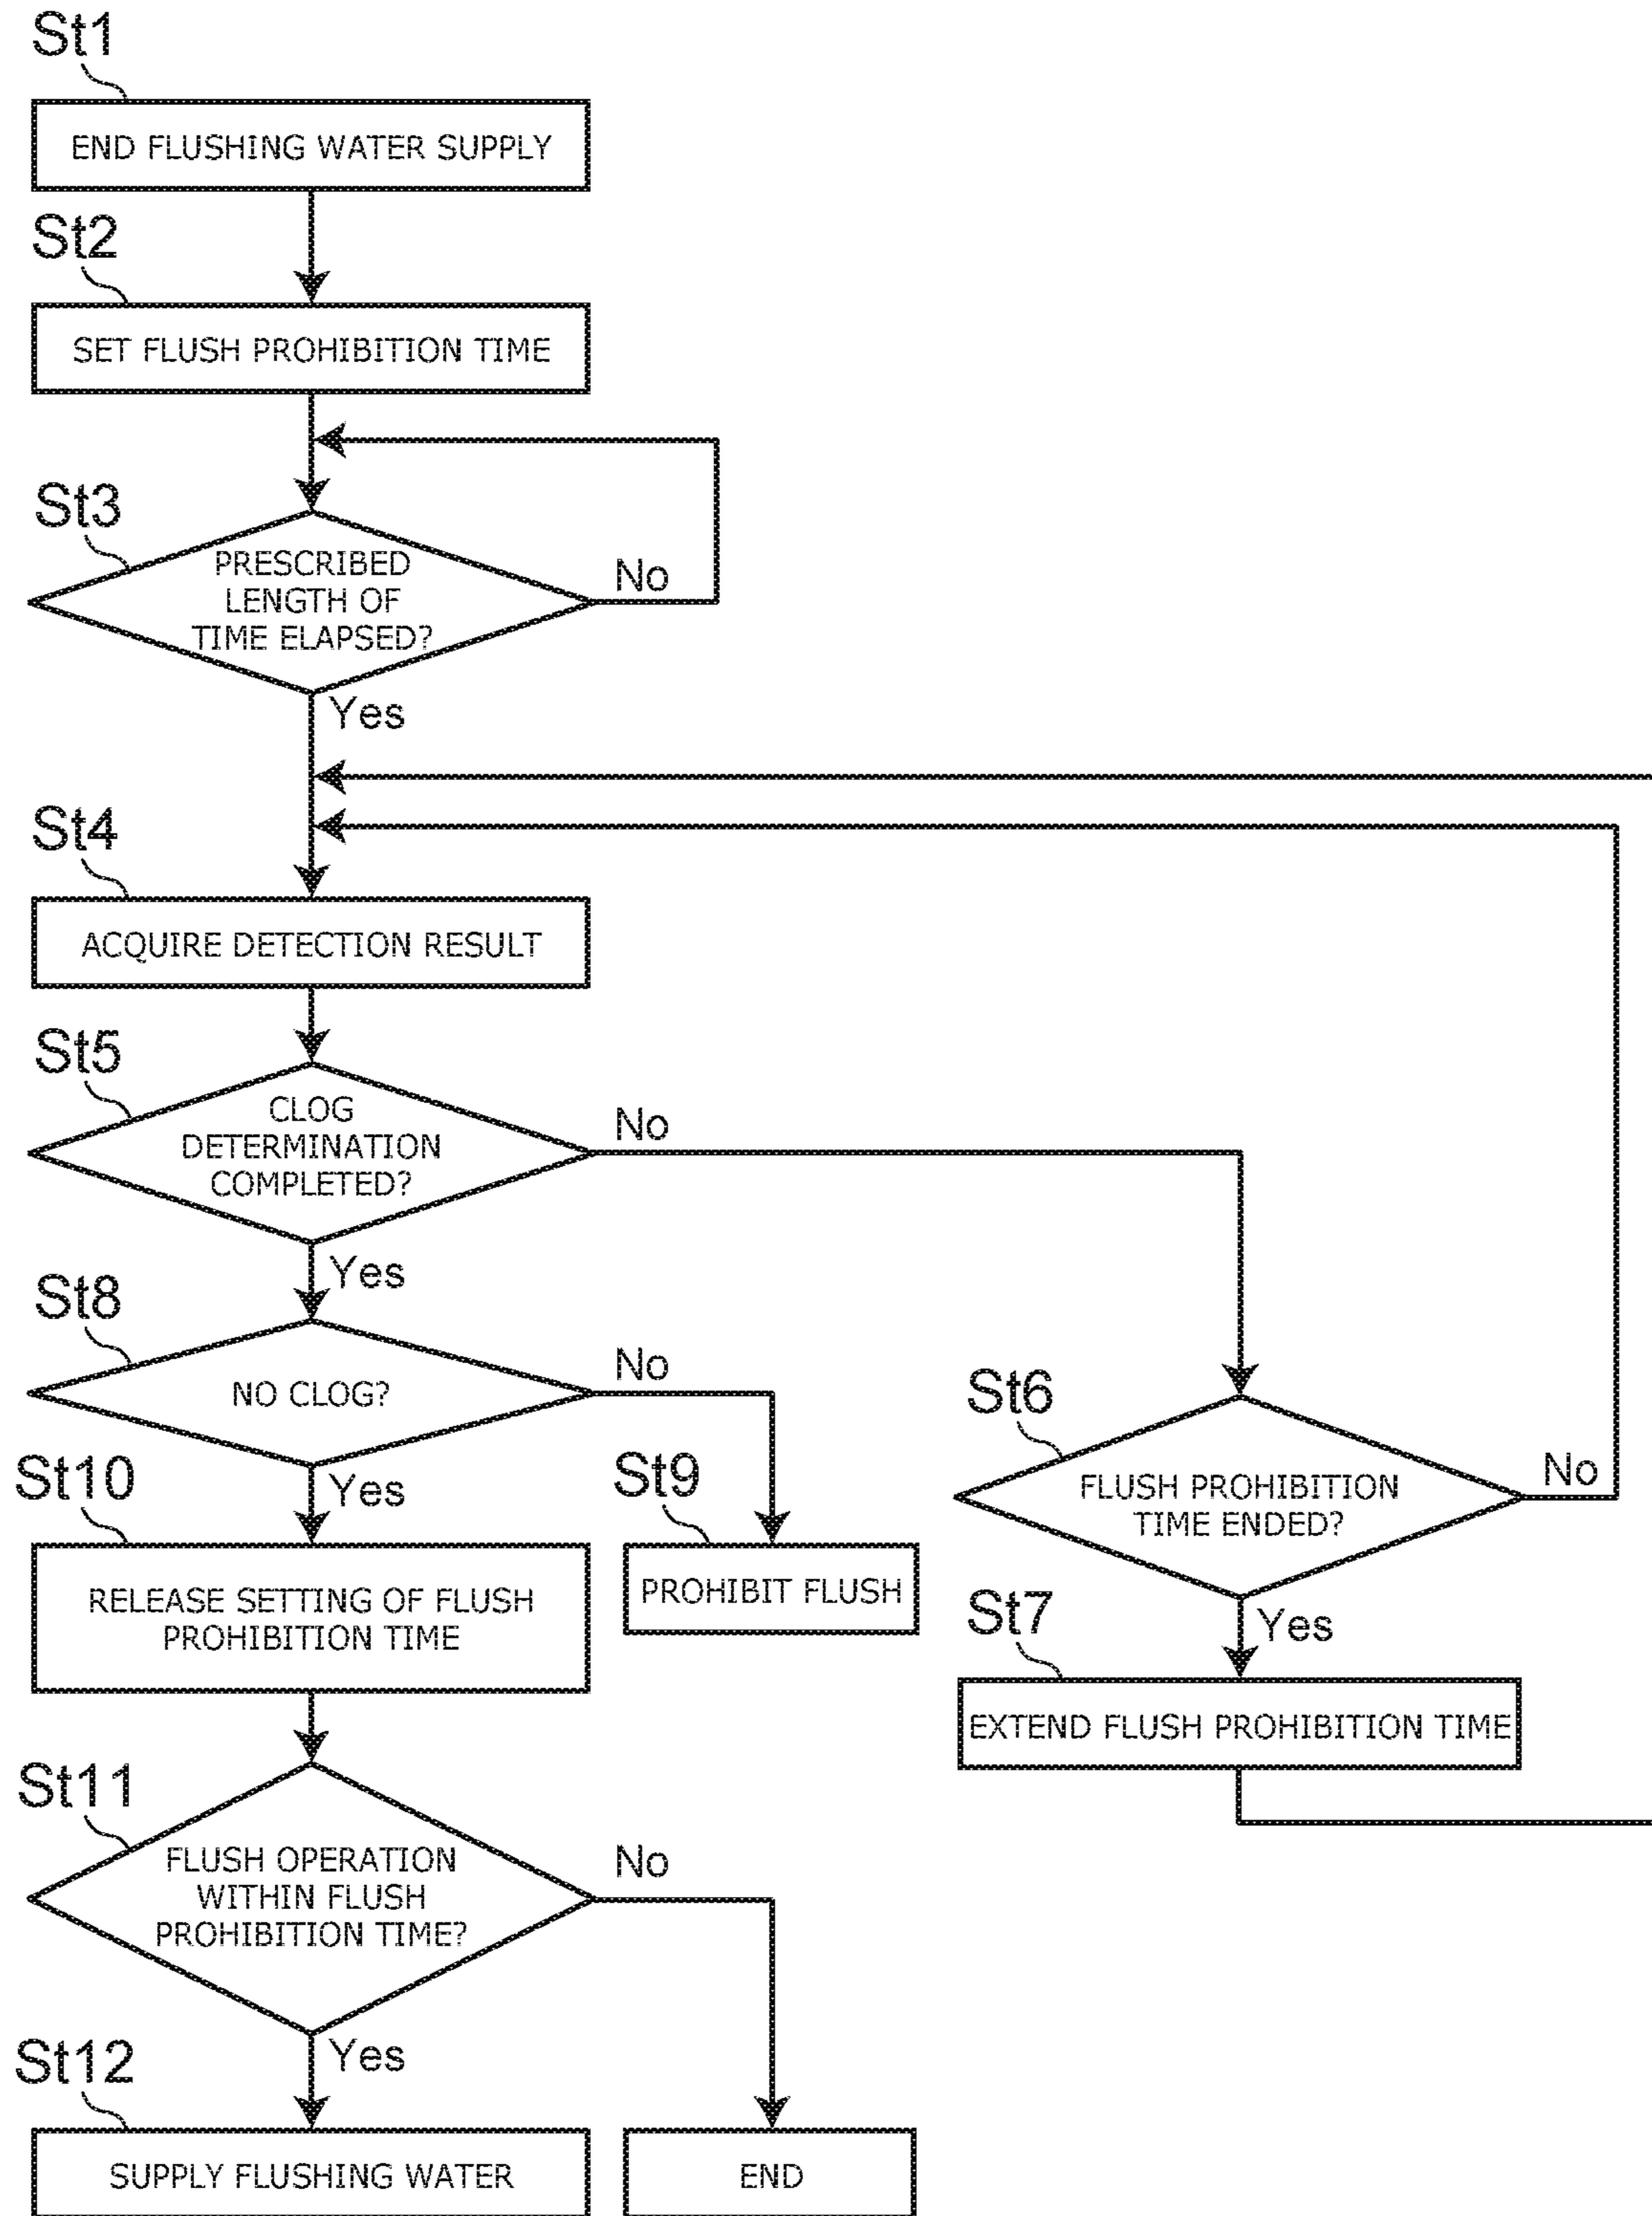 St1
END FLUSHING WATER SUPPLY
St2
SET FLUSH PROHIBITION TIME
St3
PRESCRIBED
LENGTH OF
TIME ELAPSED?
No
Yes
St4
ACQUIRE DETECTION RESULT
St5
CLOG
DETERMINATION
COMPLETED?
No
Yes
St8
NO CLOG?
No
Yes
St6
FLUSH PROHIBITION
TIME ENDED?
No
Yes
St10
RELEASE SETTING OF FLUSH
PROHIBITION TIME
St9
PROHIBIT FLUSH
St7
EXTEND FLUSH PROHIBITION TIME
St11
FLUSH OPERATION
WITHIN FLUSH
PROHIBITION TIME?
No
Yes
St12
SUPPLY FLUSHING WATER
END